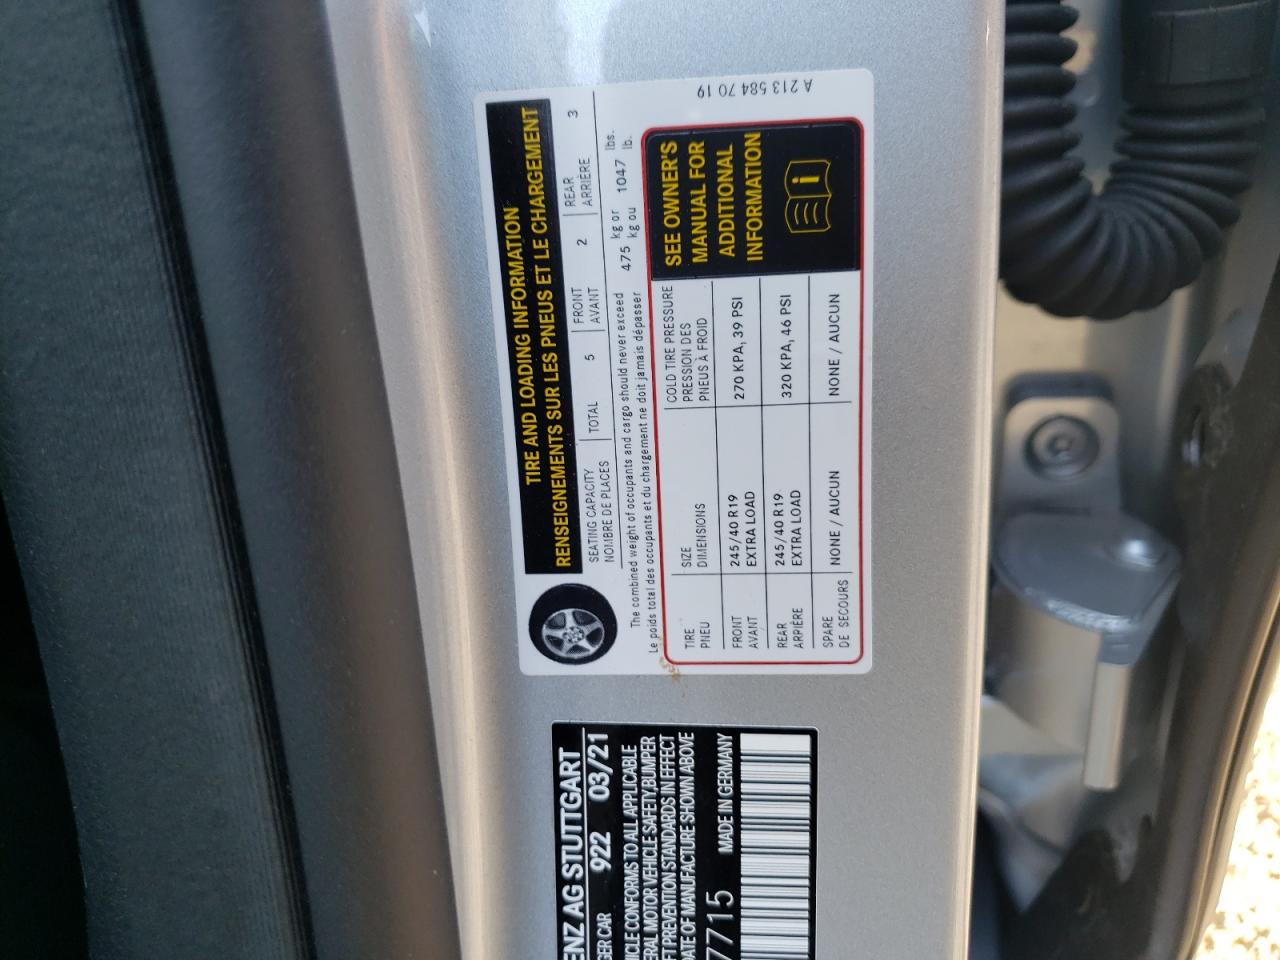 TIRE AND LOADING INFORMATION
RENSEIGNEMENTS SUR LES PNEUS ET LE CHARGEMENT
SEATING CAPACITY
NOMBRE DE PLACES
TOTAL 5
FRONT
AVANT
2
REAR
ARRIÈRE
3
The combined weight of occupants and cargo should never exceed 475 kg or 1047 lbs.
Le poids total des occupants et du chargement ne doit jamais dépasser kg ou lb.
TIRE
PNEU
SIZE
DIMENSIONS
COLD TIRE PRESSURE
PRESSION DES
PNEUS À FROID
FRONT
AVANT
245/40 R19
EXTRA LOAD
270 KPA, 39 PSI
REAR
ARRIÈRE
245/40 R19
EXTRA LOAD
320 KPA, 46 PSI
SPARE
DE SECOURS
NONE / AUCUN
NONE / AUCUN
SEE OWNER'S
MANUAL FOR
ADDITIONAL
INFORMATION
i
A 213 584 70 19
ENZ AG STUTTGART
GER CAR 922 03/21
ICLE CONFORMS TO ALL APPLICABLE
ERAL MOTOR VEHICLE SAFETY, BUMPER
FT PREVENTION STANDARDS IN EFFECT
DATE OF MANUFACTURE SHOWN ABOVE
7715 MADE IN GERMANY